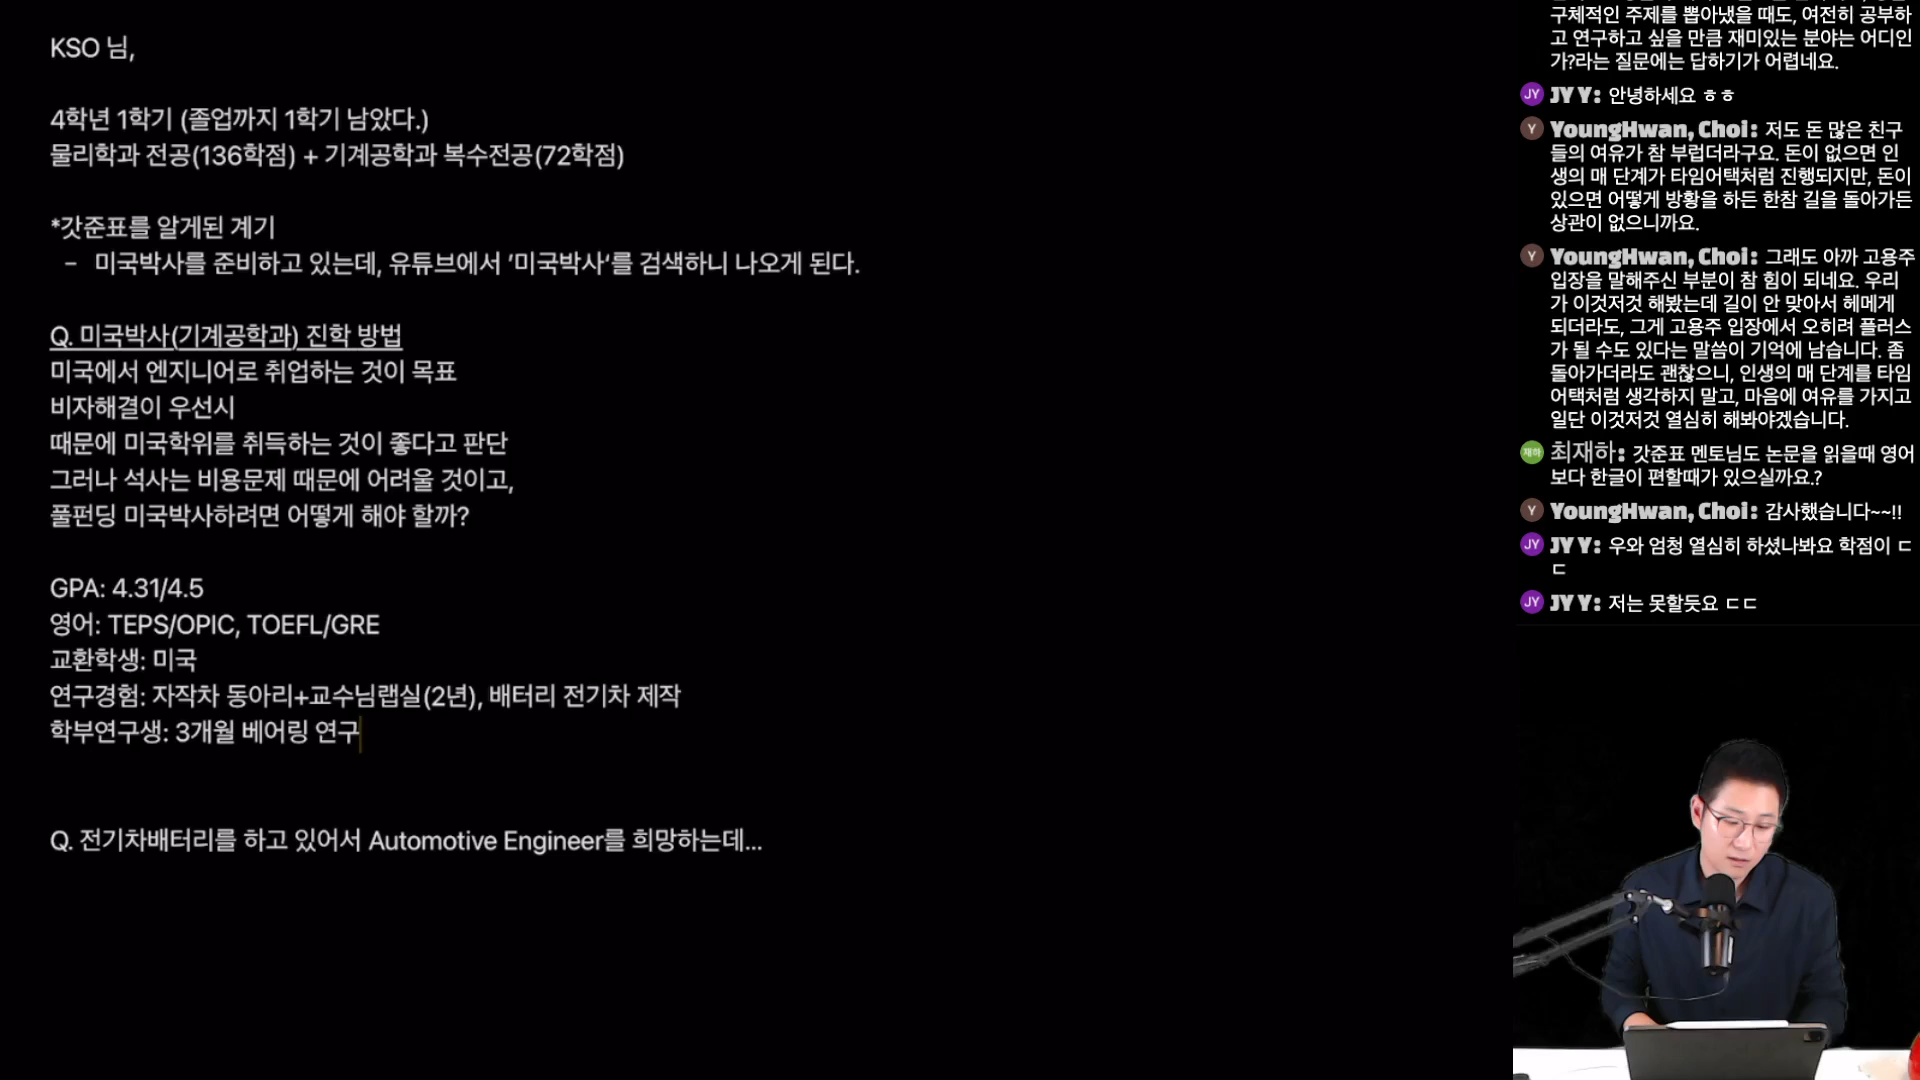 KSO 님,
4학년 1학기 (졸업까지 1학기 남았다.)
물리학과 전공(136학점) + 기계공학과 복수전공(72학점)
*갓준표를 알게된 계기
– 미국박사를 준비하고 있는데, 유튜브에서 ’미국박사‘를 검색하니 나오게 된다.
Q. 미국박사(기계공학과) 진학 방법
미국에서 엔지니어로 취업하는 것이 목표
비자해결이 우선시
때문에 미국학위를 취득하는 것이 좋다고 판단
그러나 석사는 비용문제 때문에 어려울 것이고,
풀펀딩 미국박사하려면 어떻게 해야 할까?
GPA: 4.31/4.5
영어: TEPS/OPIC, TOEFL/GRE
교환학생: 미국
연구경험: 자작차 동아리+교수님랩실(2년), 배터리 전기차 제작
학부연구생: 3개월 베어링 연구
Q. 전기차배터리를 하고 있어서 Automotive Engineer를 희망하는데...
구체적인 주제를 뽑아냈을 때도, 여전히 공부하
고 연구하고 싶을 만큼 재미있는 분야는 어디인
가?라는 질문에는 답하기가 어렵네요.
JY JY Y: 안녕하세요 ㅎㅎ
Y YoungHwan, Choi: 저도 돈 많은 친구
들의 여유가 참 부럽더라구요. 돈이 없으면 인
생의 매 단계가 타임어택처럼 진행되지만, 돈이
있으면 어떻게 방황을 하든 한참 길을 돌아가든
상관이 없으니까요.
Y YoungHwan, Choi: 그래도 아까 고용주
입장을 말해주신 부분이 참 힘이 되네요. 우리
가 이것저것 해봤는데 길이 안 맞아서 헤메게
되더라도, 그게 고용주 입장에서 오히려 플러스
가 될 수도 있다는 말씀이 기억에 남습니다. 좀
돌아가더라도 괜찮으니, 인생의 매 단계를 타임
어택처럼 생각하지 말고, 마음에 여유를 가지고
일단 이것저것 열심히 해봐야겠습니다.
재하 최재하: 갓준표 멘토님도 논문을 읽을때 영어
보다 한글이 편할때가 있으실까요.?
Y YoungHwan, Choi: 감사했습니다~~!!
JY JY Y: 우와 엄청 열심히 하셨나봐요 학점이 ㄷ
ㄷ
JY JY Y: 저는 못할듯요 ㄷㄷ